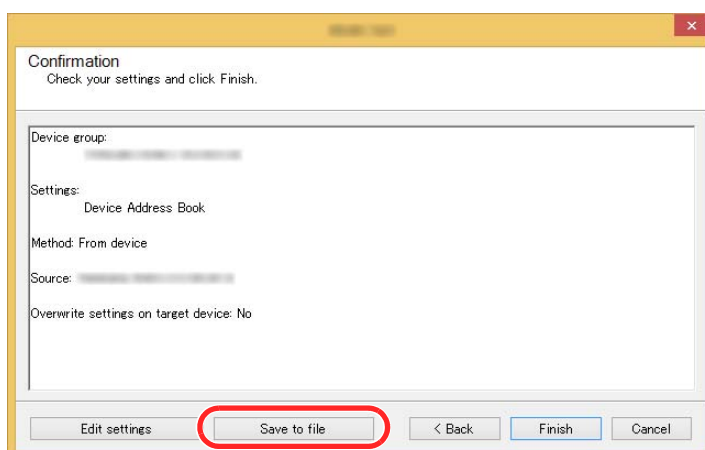 Confirmation
Check your settings and click Finish.
Device group:
Settings:
Device Address Book
Method: From device
Source:
Overwrite settings on target device: No
Edit settings
Save to file
< Back
Finish
Cancel